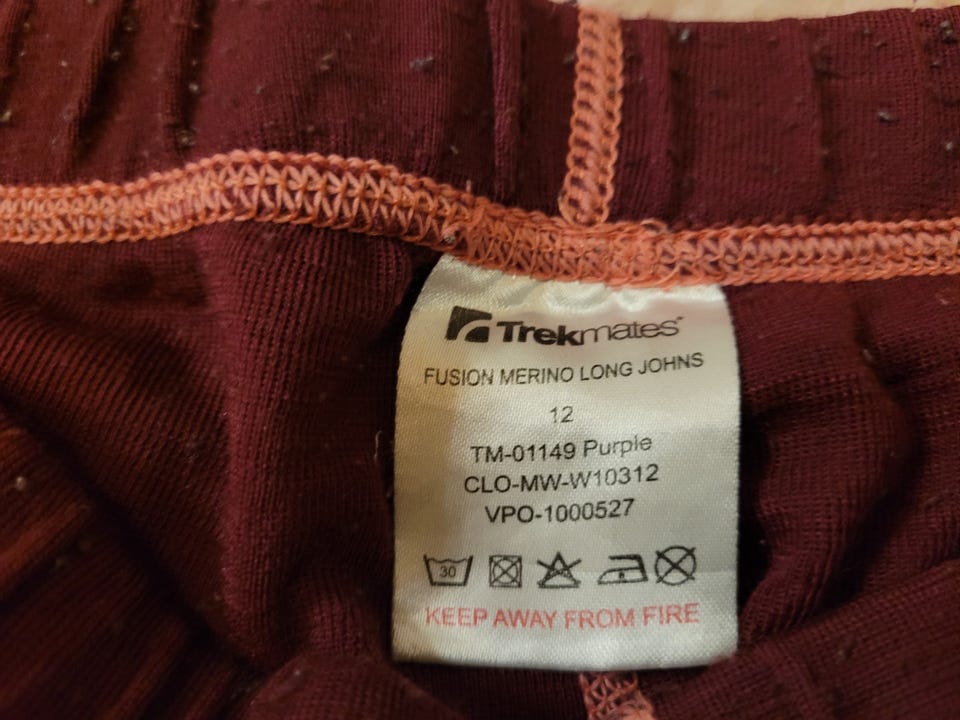 Trekmates
FUSION MERINO LONG JOHNS
12
TM-01149 Purple
CLO-MW-W10312
VPO-1000527
30
KEEP AWAY FROM FIRE